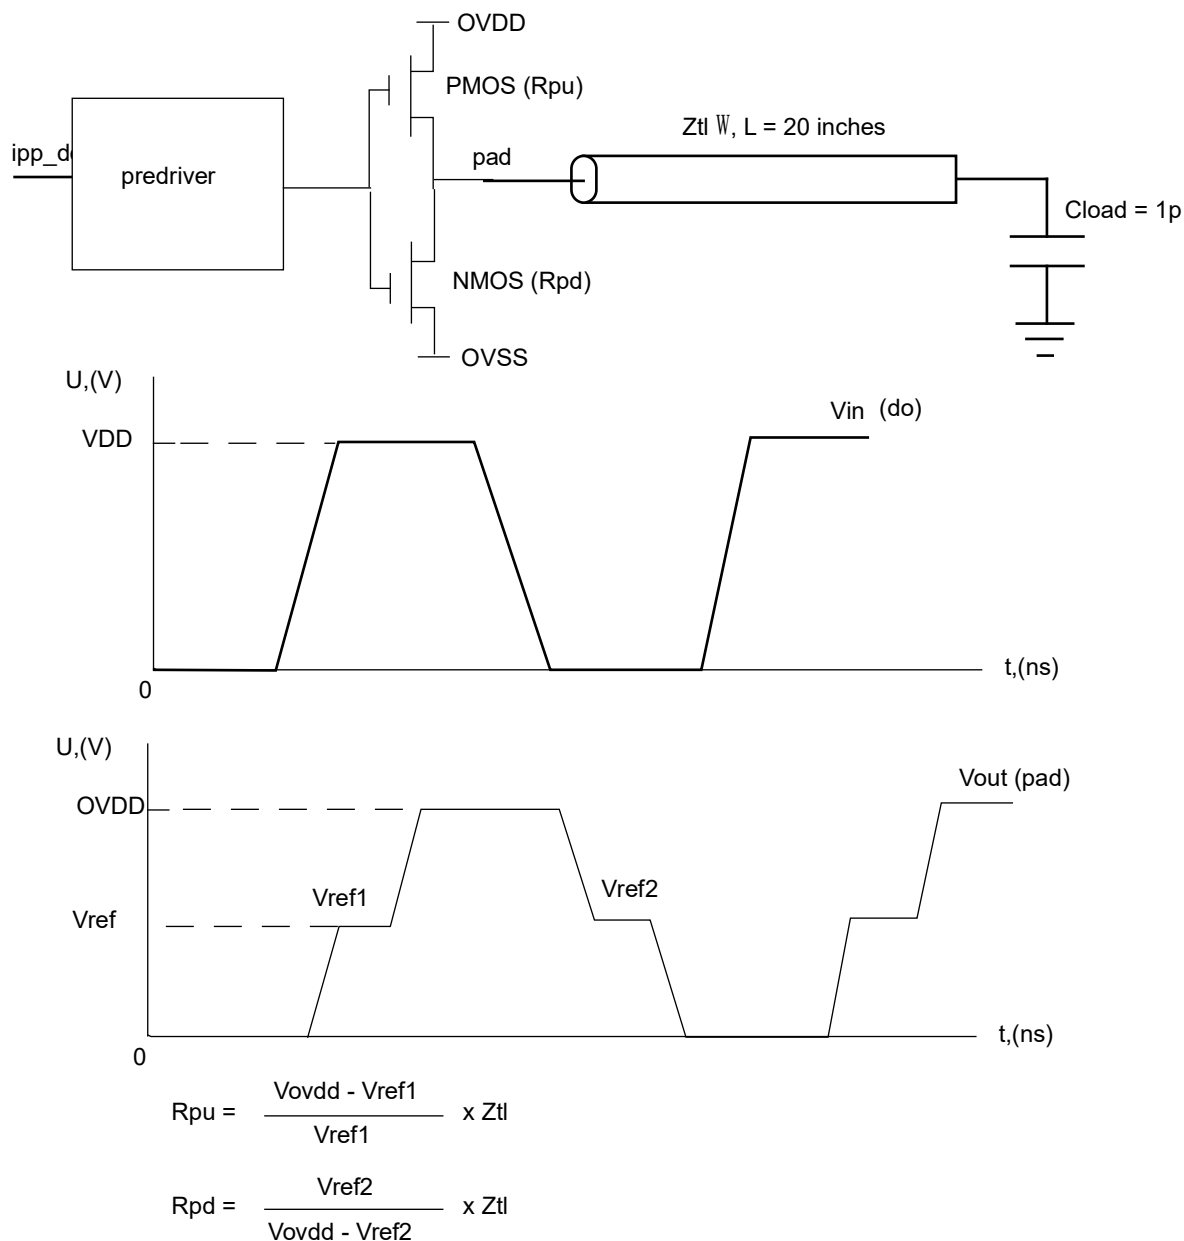 OVDD
PMOS (Rpu)
Ztl W, L = 20 inches
ipp_d
predriver
pad
Cload = 1p
NMOS (Rpd)
OVSS
U,(V)
VDD
Vin (do)
t,(ns)
0
U,(V)
OVDD
Vout (pad)
Vref1
Vref2
Vref
t,(ns)
0
Vovdd - Vref1
Rpu = x Ztl
Vref1
Vref2
Rpd = x Ztl
Vovdd - Vref2